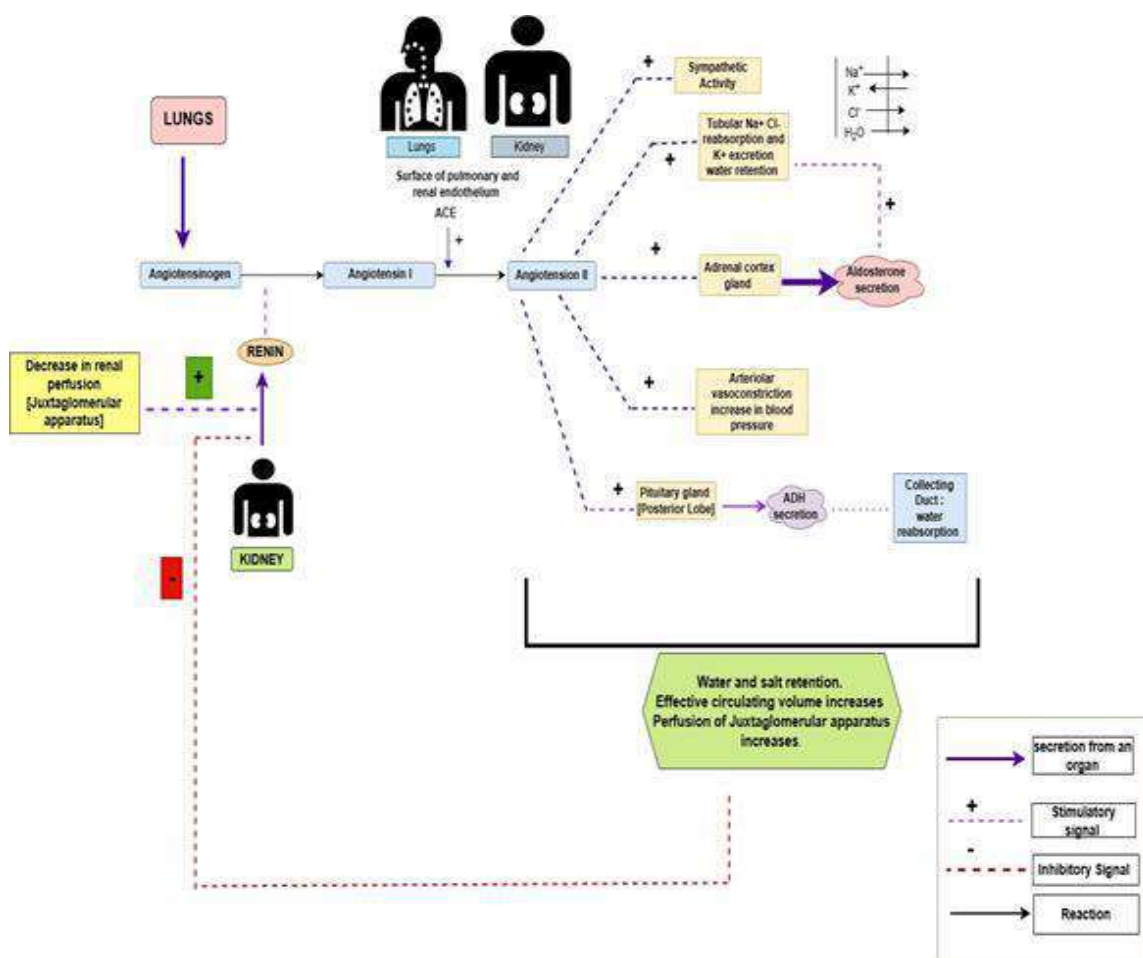 LUNGS
Lungs
Kidney
Surface of pulmonary and
renal endothelium
ACE
+
+
Sympathetic
Activity
+
Tubular Na+ Cl-
reabsorption and
K+ excretion
water retention
Na⁺
K⁺
Cl⁻
H₂O
+
Angiotensinogen
Angiotensin I
Angiotension II
+
Adrenal cortex
gland
Aldosterone
secretion
RENIN
Decrease in renal
perfusion
[Juxtaglomerular
apparatus]
+
+
Arteriolar
vasoconstriction
increase in blood
pressure
+
Pituitary gland
[Posterior Lobe]
ADH
secretion
Collecting
Duct :
water
reabsorption
KIDNEY
-
Water and salt retention.
Effective circulating volume increases
Perfusion of Juxtaglomerular apparatus
increases.
secretion from an
organ
+
Stimulatory
signal
-
Inhibitory Signal
Reaction